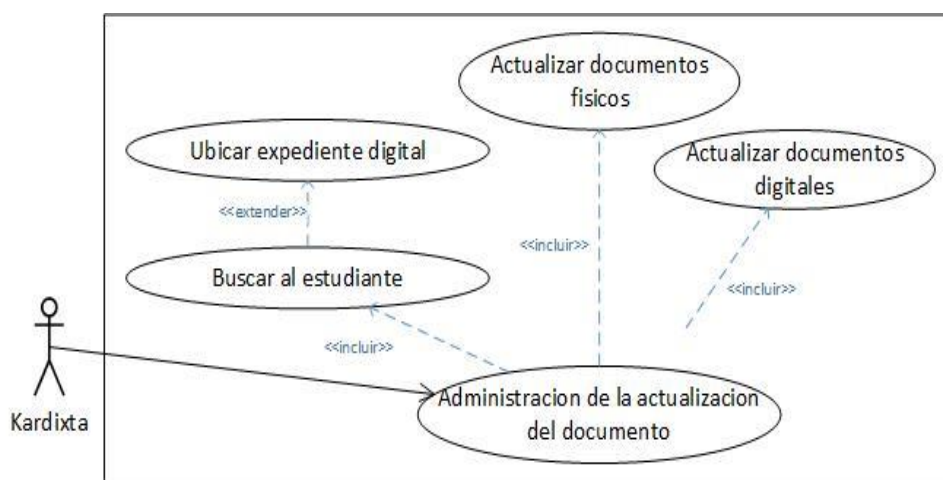 Actualizar documentos
fisicos
Ubicar expediente digital
Actualizar documentos
digitales
<<extender>>
<<incluir>>
Buscar al estudiante
<<incluir>>
<<incluir>>
Administracion de la actualizacion
del documento
Kardixta